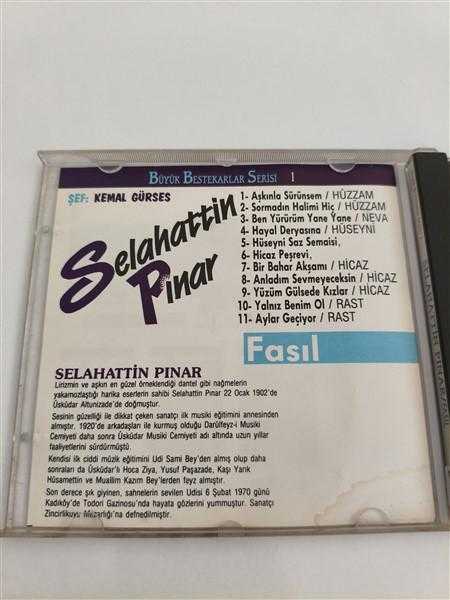 BÜYÜK BESTEKARLAR SERİSİ 1
ŞEF: KEMAL GÜRSES
Selahattin
Pınar
1- Aşkınla Sürünsem / HÜZZAM
2- Sormadın Halimi Hiç / HÜZZAM
3- Ben Yürürüm Yane Yane / NEVA
4- Hayal Deryasına / HÜSEYNİ
5- Hüseyni Saz Semaisi,
6- Hicaz Peşrevi,
7- Bir Bahar Akşamı / HİCAZ
8- Anladım Sevmeyeceksin / HİCAZ
9- Yüzüm Gülsede Kızlar / HİCAZ
10- Yalnız Benim Ol / RAST
11- Aylar Geçiyor / RAST
Fasıl
SELAHATTİN PINAR
Lirizmin ve aşkın en güzel örneklendiği dantel gibi nağmelerin
yakamozlaştığı harika eserlerin sahibi Selahattin Pınar 22 Ocak 1902'de
Üsküdar Altunizade'de doğmuştur.
Sesinin güzelliği ile dikkat çeken sanatçı ilk musiki eğitimini annesinden
almıştır. 1920'de arkadaşları ile kurmuş olduğu Darülfeyz-i Musiki
Cemiyeti daha sonra Üsküdar Musiki Cemiyeti adı altında uzun yıllar
faaliyetlerini sürdürmüştü.
Kendisi ilk ciddi müzik eğitimini Udi Sami Bey'den almış olup daha
sonraları da Üsküdar'lı Hoca Ziya, Yusuf Paşazade, Kaşı Yarık
Hüsamettin ve Muallim Kazım Bey'lerden feyz almıştır.
Son derece şık giyinen, sahnelerin sevilen Udisi 6 Şubat 1970 günü
Kadıköy'de Todori Gazinosu'nda hayata gözlerini yummuştur. Sanatçı
Zincirlikuyu Mezarlığı'na defnedilmiştir.